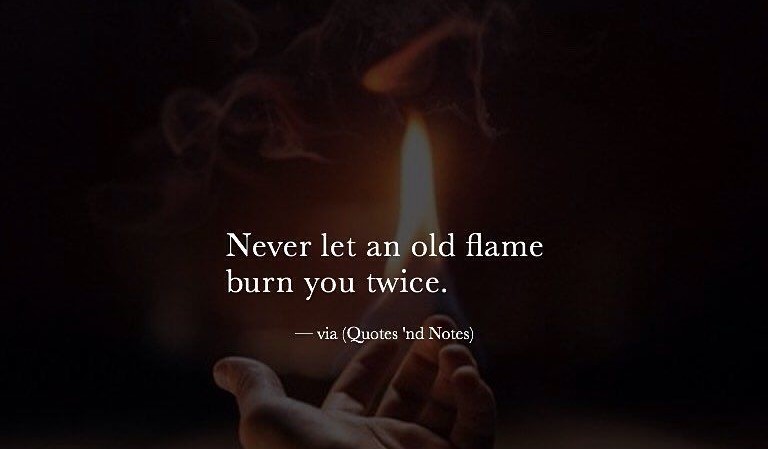 Never let an old flame
burn you twice.
— via (Quotes 'nd Notes)